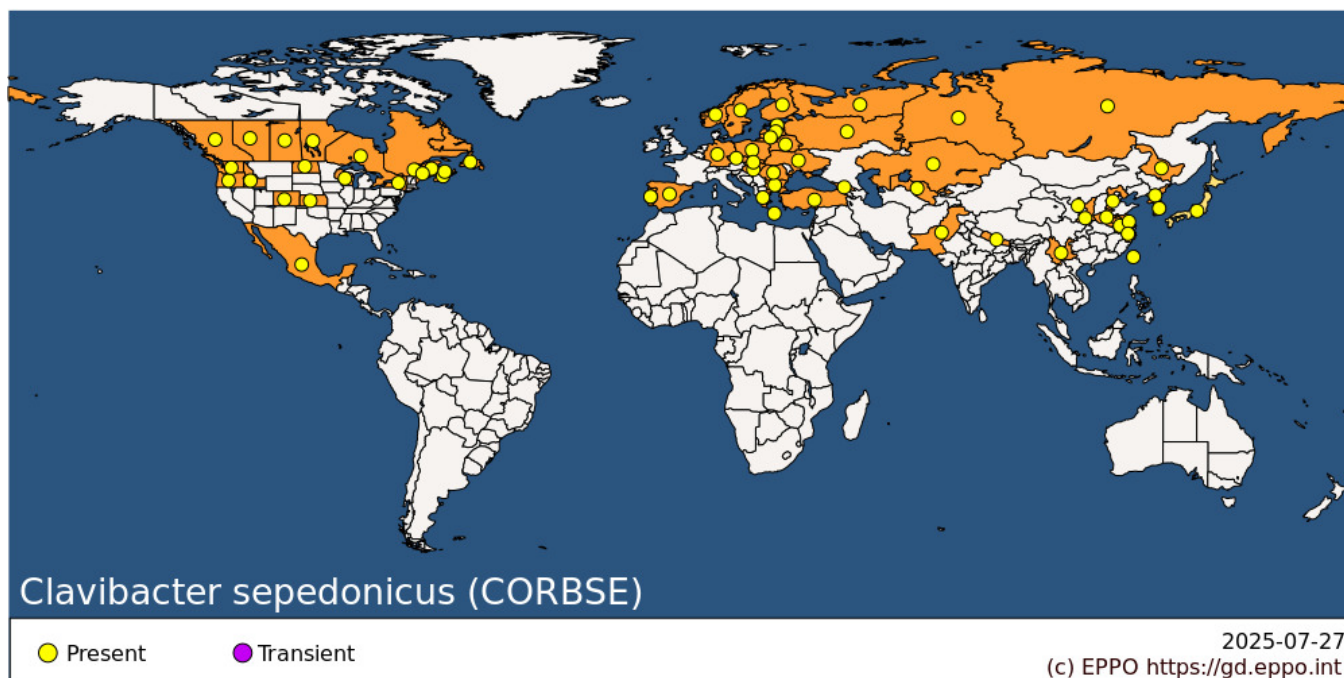 Clavibacter sepedonicus (CORBSE)
Present
Transient
2025-07-27
(c) EPPO https://gd.eppo.int